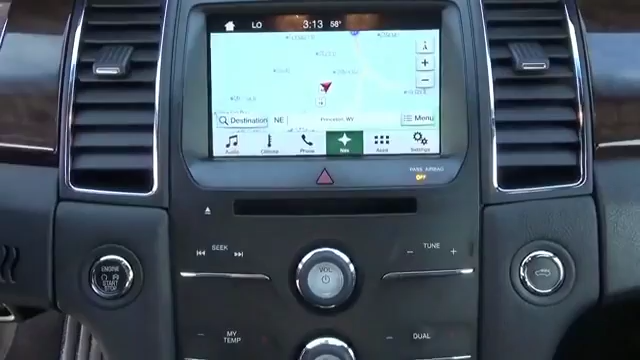 LO 3:13 58°
Destination NE Princeton, WV Menu
Audio Climate Phone Nav Apps Settings
PASS AIRBAG
OFF
SEEK TUNE
VOL
ENGINE
START
STOP
MY
TEMP
DUAL